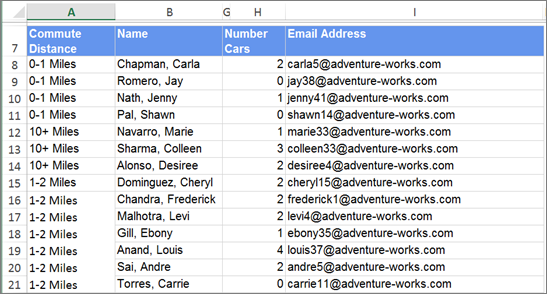 A B G H I
7 Commute Distance Name Number Cars Email Address
8 0-1 Miles Chapman, Carla 2 carla5@adventure-works.com
9 0-1 Miles Romero, Jay 0 jay38@adventure-works.com
10 0-1 Miles Nath, Jenny 1 jenny41@adventure-works.com
11 0-1 Miles Pal, Shawn 0 shawn14@adventure-works.com
12 10+ Miles Navarro, Marie 1 marie33@adventure-works.com
13 10+ Miles Sharma, Colleen 3 colleen33@adventure-works.com
14 10+ Miles Alonso, Desiree 2 desiree4@adventure-works.com
15 1-2 Miles Dominguez, Cheryl 2 cheryl15@adventure-works.com
16 1-2 Miles Chandra, Frederick 2 frederick1@adventure-works.com
17 1-2 Miles Malhotra, Levi 2 levi4@adventure-works.com
18 1-2 Miles Gill, Ebony 1 ebony35@adventure-works.com
19 1-2 Miles Anand, Louis 4 louis37@adventure-works.com
20 1-2 Miles Sai, Andre 2 andre5@adventure-works.com
21 1-2 Miles Torres, Carrie 0 carrie11@adventure-works.com